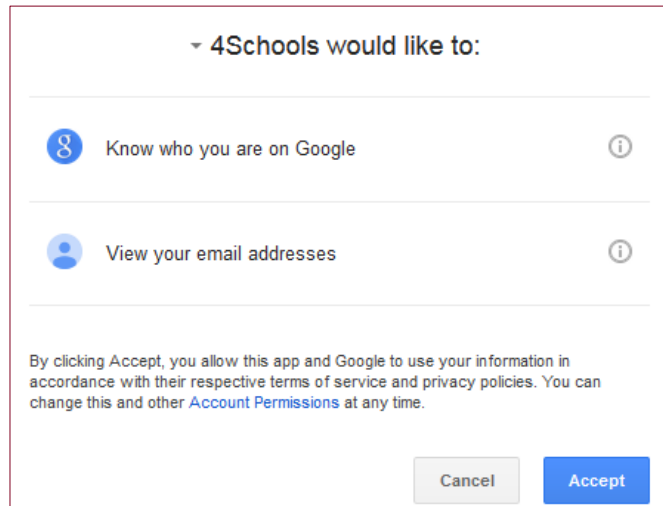 4Schools would like to:
Know who you are on Google
View your email addresses
By clicking Accept, you allow this app and Google to use your information in
accordance with their respective terms of service and privacy policies. You can
change this and other Account Permissions at any time.
Cancel Accept